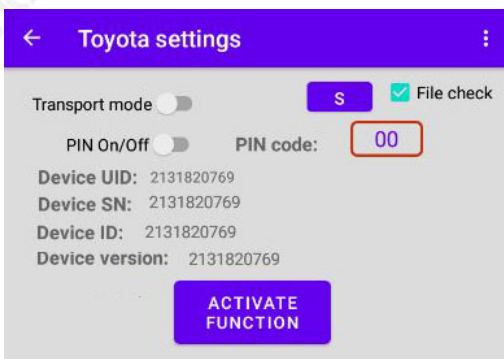 Toyota settings
Transport mode S File check
PIN On/Off PIN code: 00
Device UID: 2131820769
Device SN: 2131820769
Device ID: 2131820769
Device version: 2131820769
ACTIVATE
FUNCTION